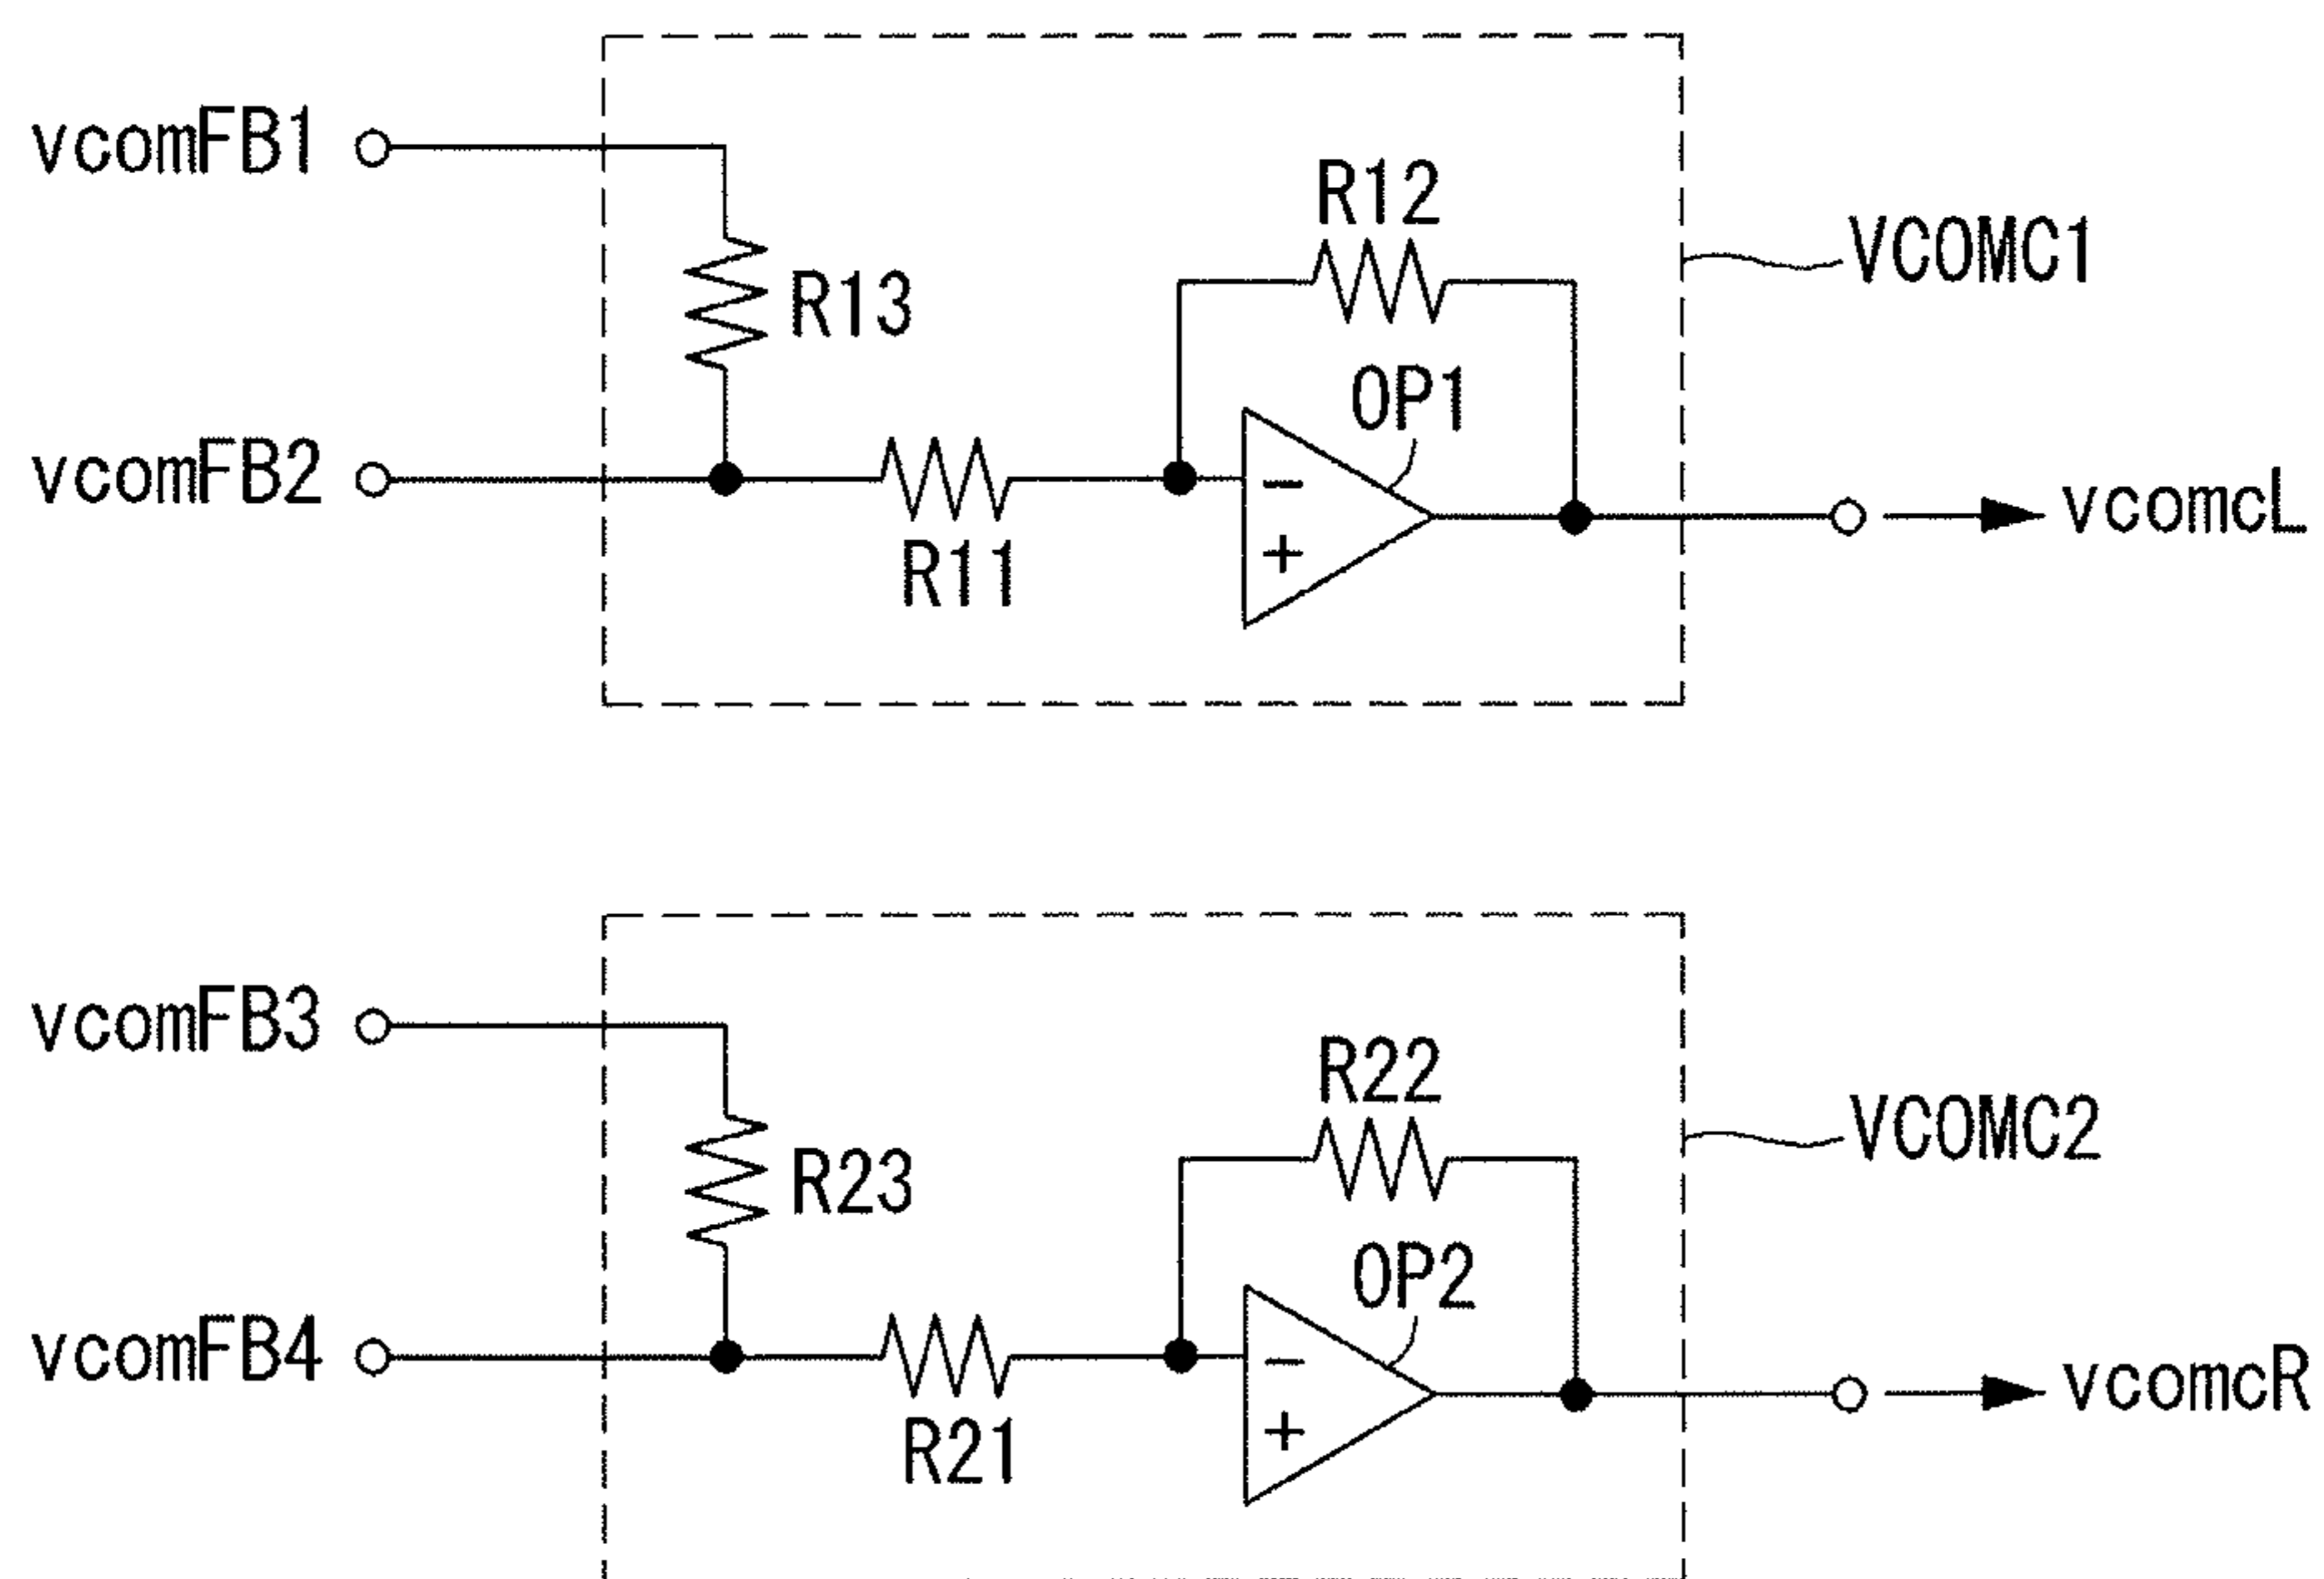 vcomFB1
R12
VCOMC1
R13
OP1
vcomFB2
−
vcomcL
+
R11
vcomFB3
R22
VCOMC2
R23
OP2
vcomFB4
−
vcomcR
+
R21